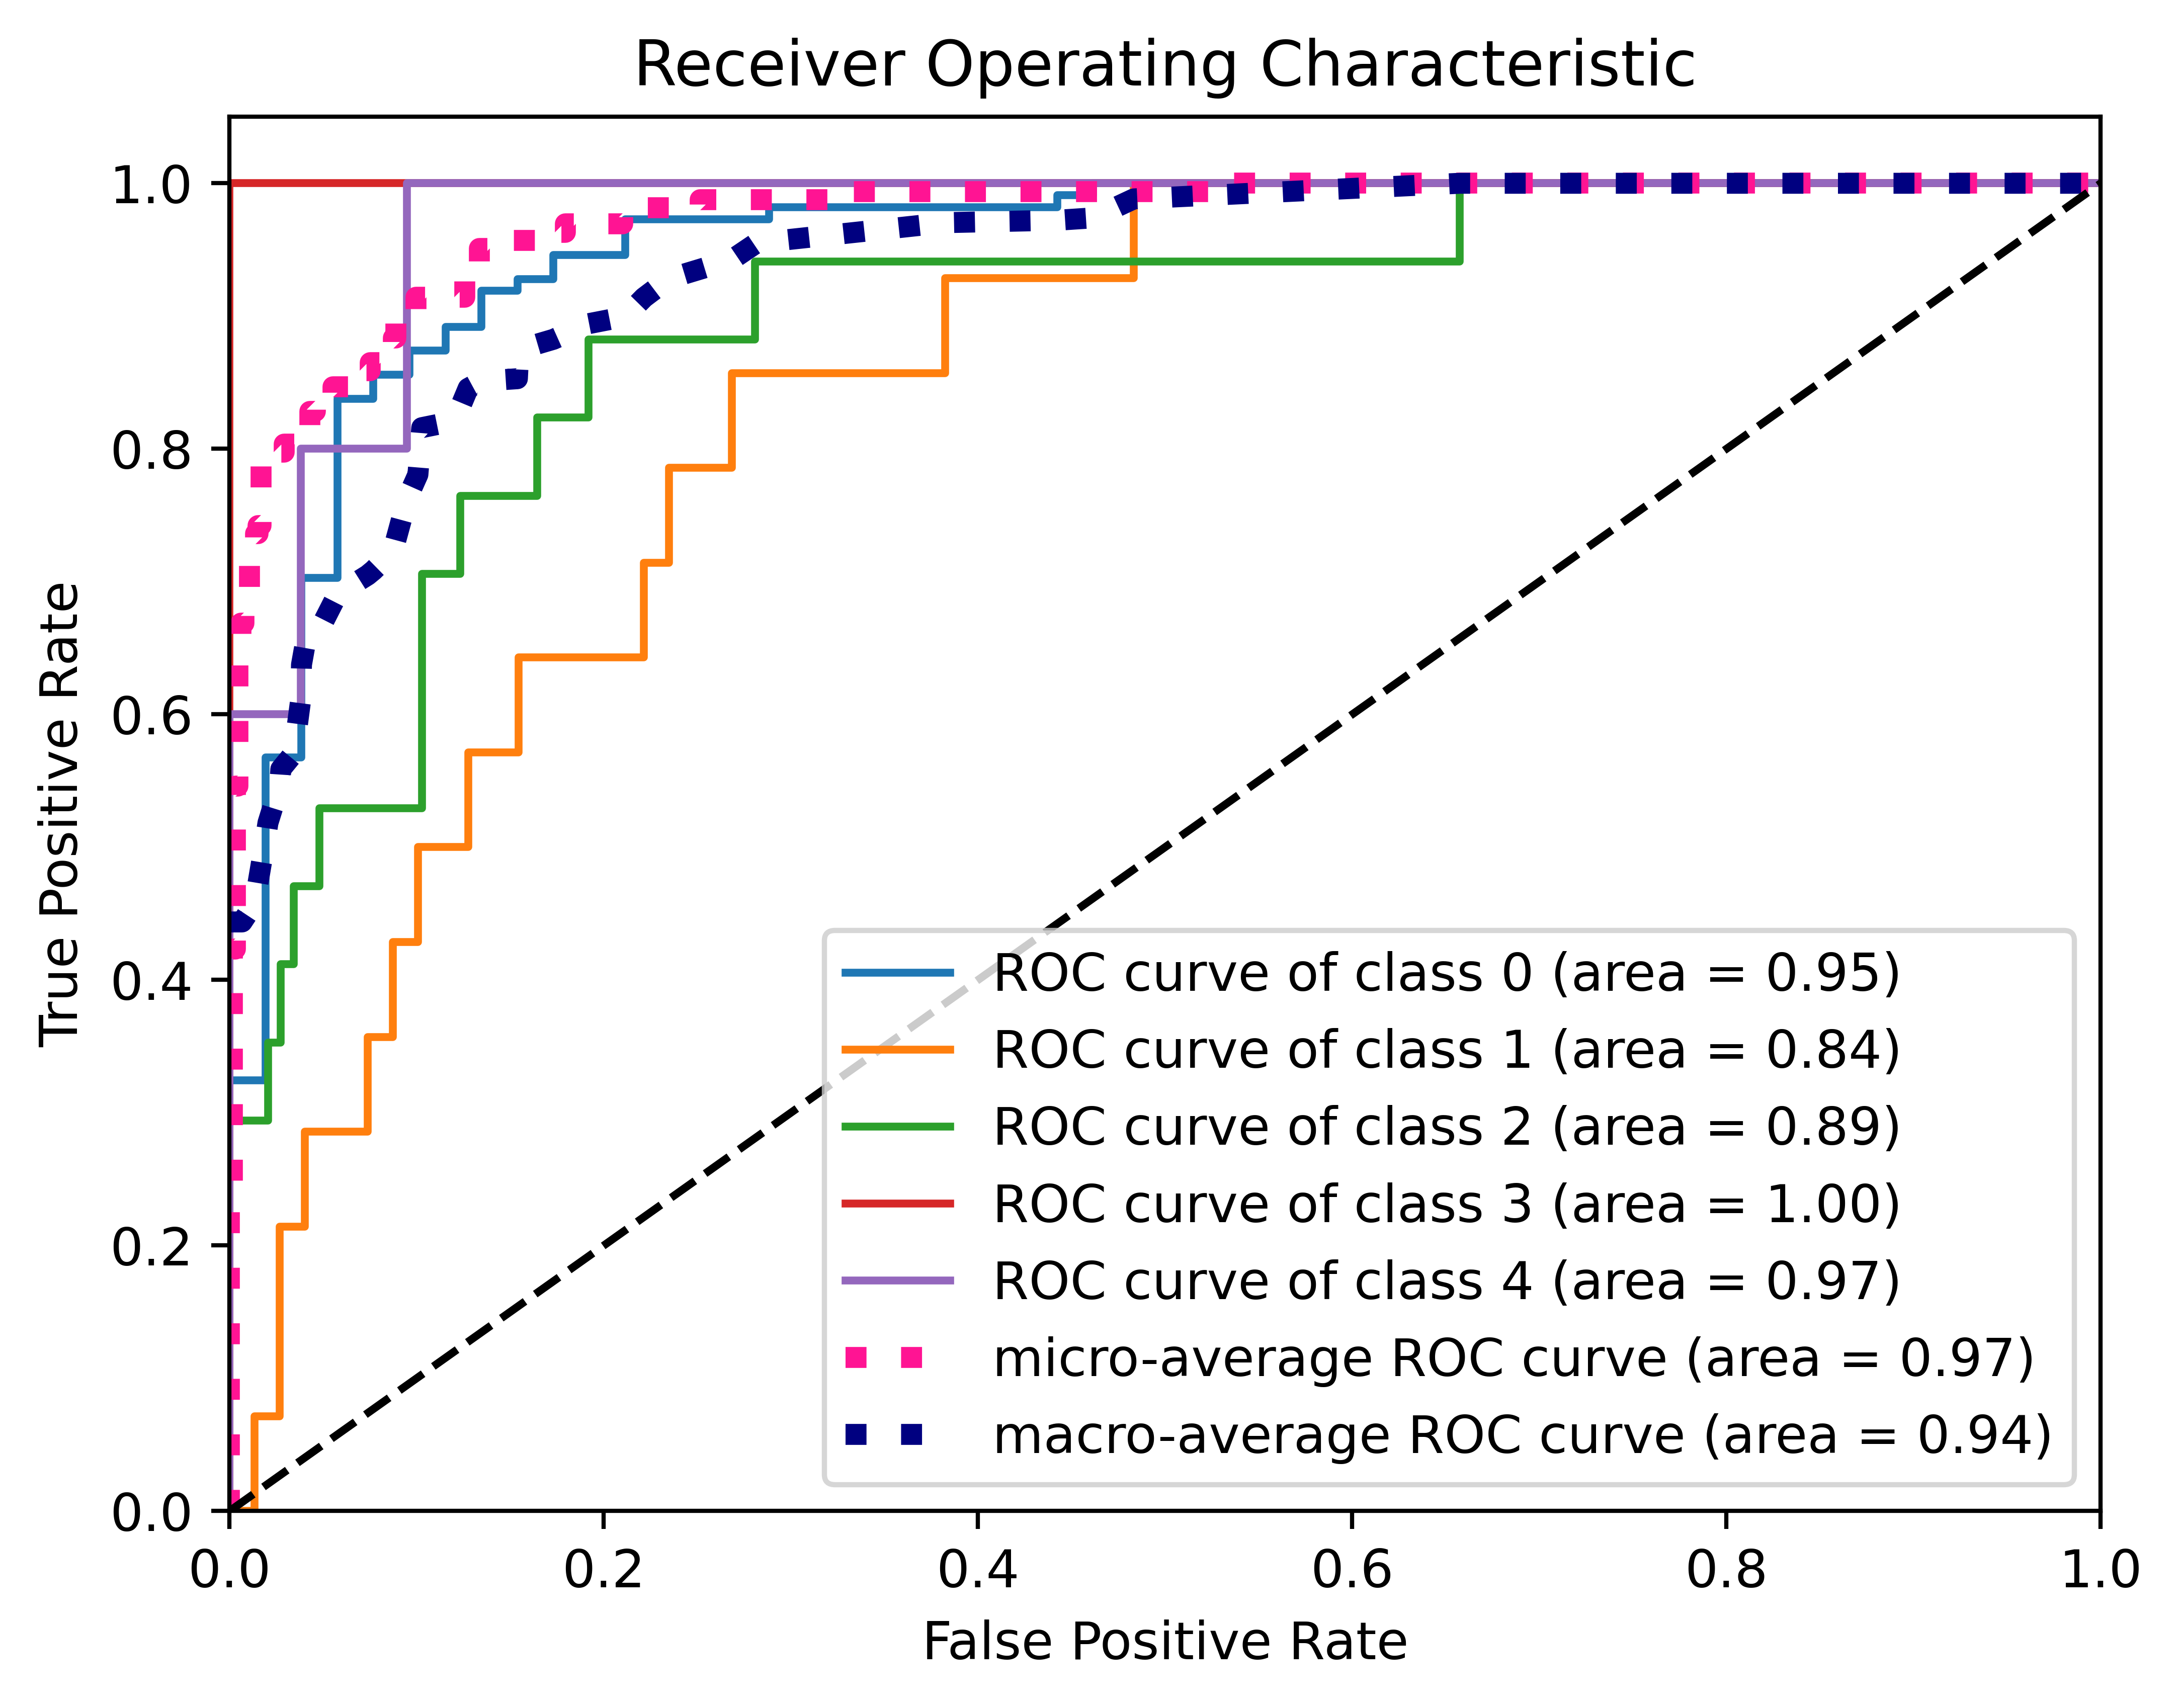 Receiver Operating Characteristic
1.0
0.8
0.6
0.4
0.2
0.0
True Positive Rate
ROC curve of class 0 (area = 0.95)
ROC curve of class 1 (area = 0.84)
ROC curve of class 2 (area = 0.89)
ROC curve of class 3 (area = 1.00)
ROC curve of class 4 (area = 0.97)
micro-average ROC curve (area = 0.97)
macro-average ROC curve (area = 0.94)
0.0 0.2 0.4 0.6 0.8 1.0
False Positive Rate